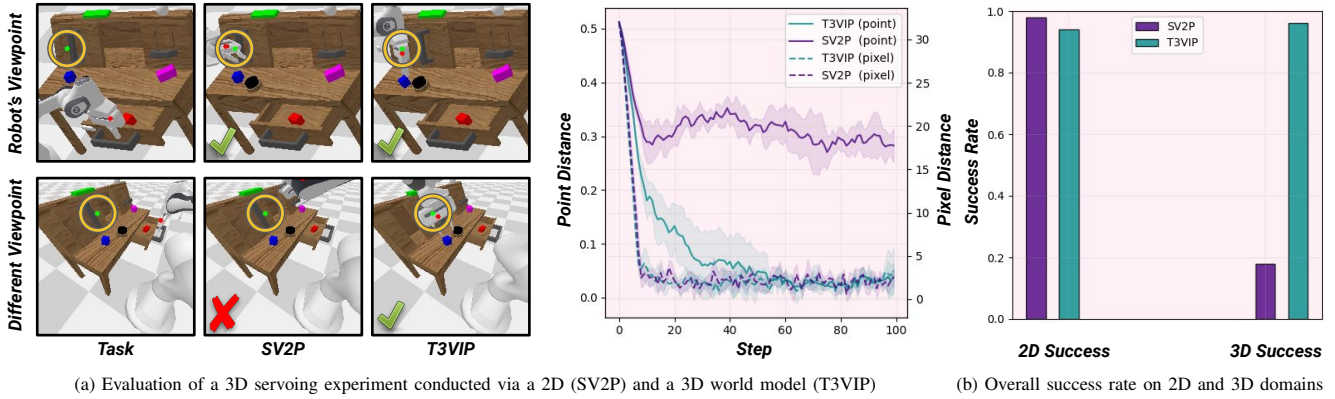 Robot's Viewpoint
Different Viewpoint
Task
SV2P
T3VIP
Point Distance
0.5
0.4
0.3
0.2
0.1
0.0
T3VIP (point)
SV2P (point)
T3VIP (pixel)
SV2P (pixel)
30
25
20
15
10
5
0
Pixel Distance
0
20
40
60
80
100
Step
Success Rate
1.0
0.8
0.6
0.4
0.2
0.0
SV2P
T3VIP
2D Success
3D Success
(a) Evaluation of a 3D servoing experiment conducted via a 2D (SV2P) and a 3D world model (T3VIP)
(b) Overall success rate on 2D and 3D domains